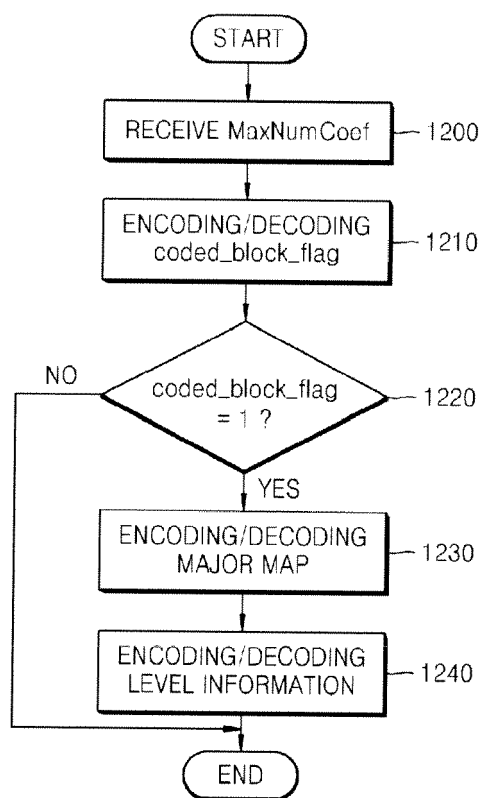 START
RECEIVE MaxNumCoef
1200
ENCODING/DECODING
coded_block_flag
1210
NO
coded_block_flag
= 1 ?
1220
YES
ENCODING/DECODING
MAJOR MAP
1230
ENCODING/DECODING
LEVEL INFORMATION
1240
END